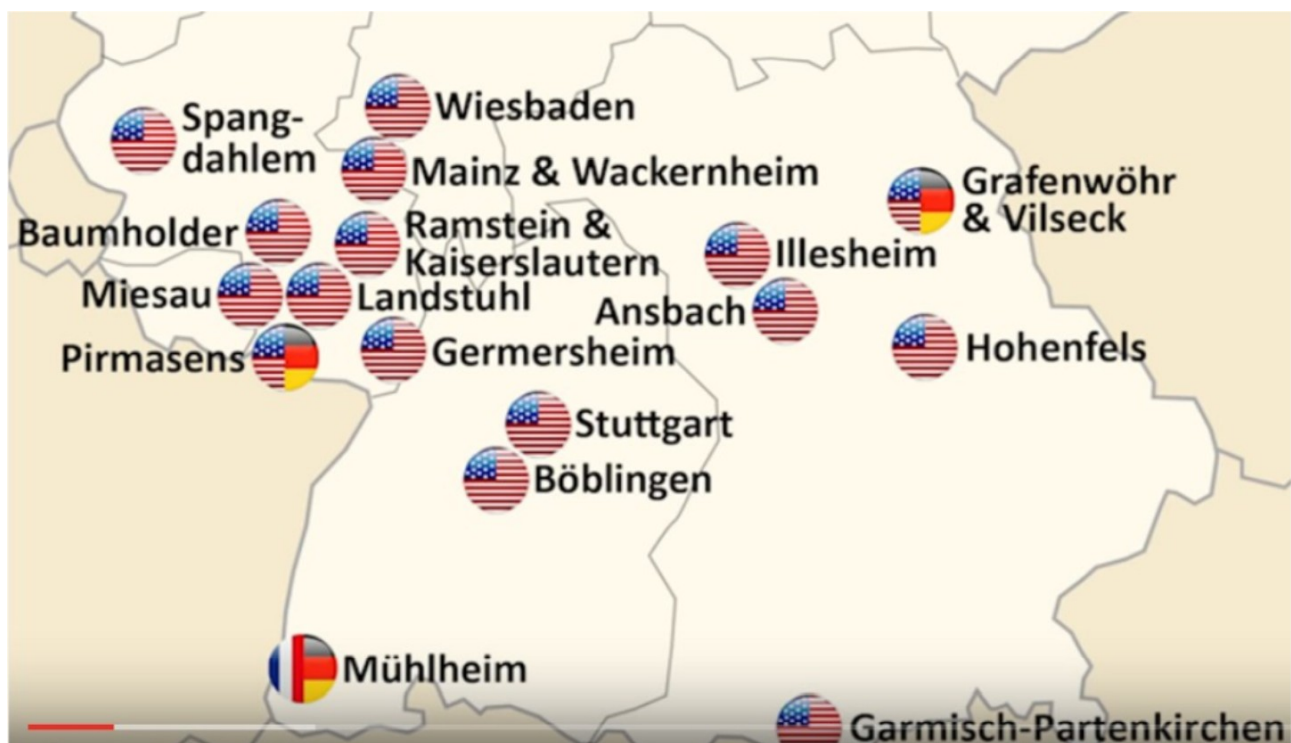 Wiesbaden
Spang-
dahlem
Mainz & Wackernheim
Grafenwöhr
& Vilseck
Baumholder
Ramstein &
Kaiserslautern
Illesheim
Miesau
Landstuhl
Ansbach
Pirmasens
Germersheim
Hohenfels
Stuttgart
Böblingen
Mühlheim
Garmisch-Partenkirchen